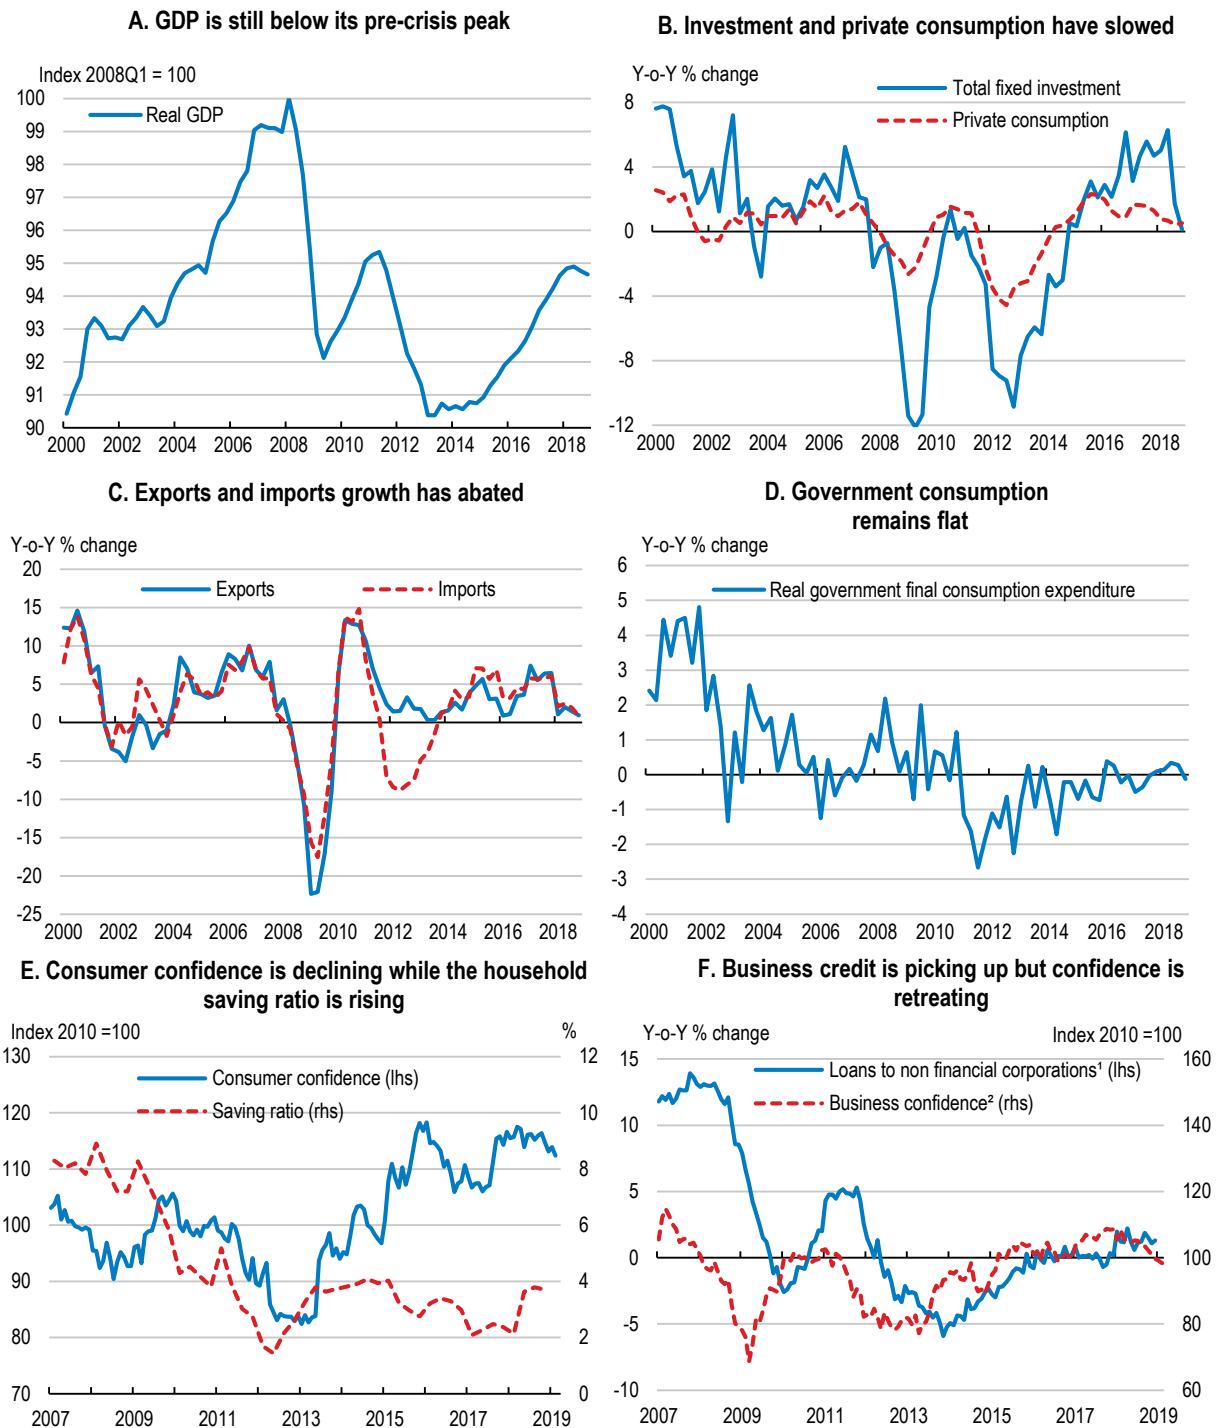 A. GDP is still below its pre-crisis peak
Index 2008Q1 = 100
Real GDP
100
99
98
97
96
95
94
93
92
91
90
2000 2002 2004 2006 2008 2010 2012 2014 2016 2018
B. Investment and private consumption have slowed
Y-o-Y % change
Total fixed investment
Private consumption
8
4
0
-4
-8
-12
2000 2002 2004 2006 2008 2010 2012 2014 2016 2018
C. Exports and imports growth has abated
Y-o-Y % change
Exports Imports
20
15
10
5
0
-5
-10
-15
-20
-25
2000 2002 2004 2006 2008 2010 2012 2014 2016 2018
D. Government consumption
remains flat
Y-o-Y % change
Real government final consumption expenditure
6
5
4
3
2
1
0
-1
-2
-3
-4
2000 2002 2004 2006 2008 2010 2012 2014 2016 2018
E. Consumer confidence is declining while the household
saving ratio is rising
Index 2010 =100 %
Consumer confidence (lhs)
Saving ratio (rhs)
130 12
120 10
110 8
100 6
90 4
80 2
70 0
2007 2009 2011 2013 2015 2017 2019
F. Business credit is picking up but confidence is
retreating
Y-o-Y % change Index 2010 =100
Loans to non financial corporations¹ (lhs)
Business confidence² (rhs)
15 160
10 140
5 120
0 100
-5 80
-10 60
2007 2009 2011 2013 2015 2017 2019